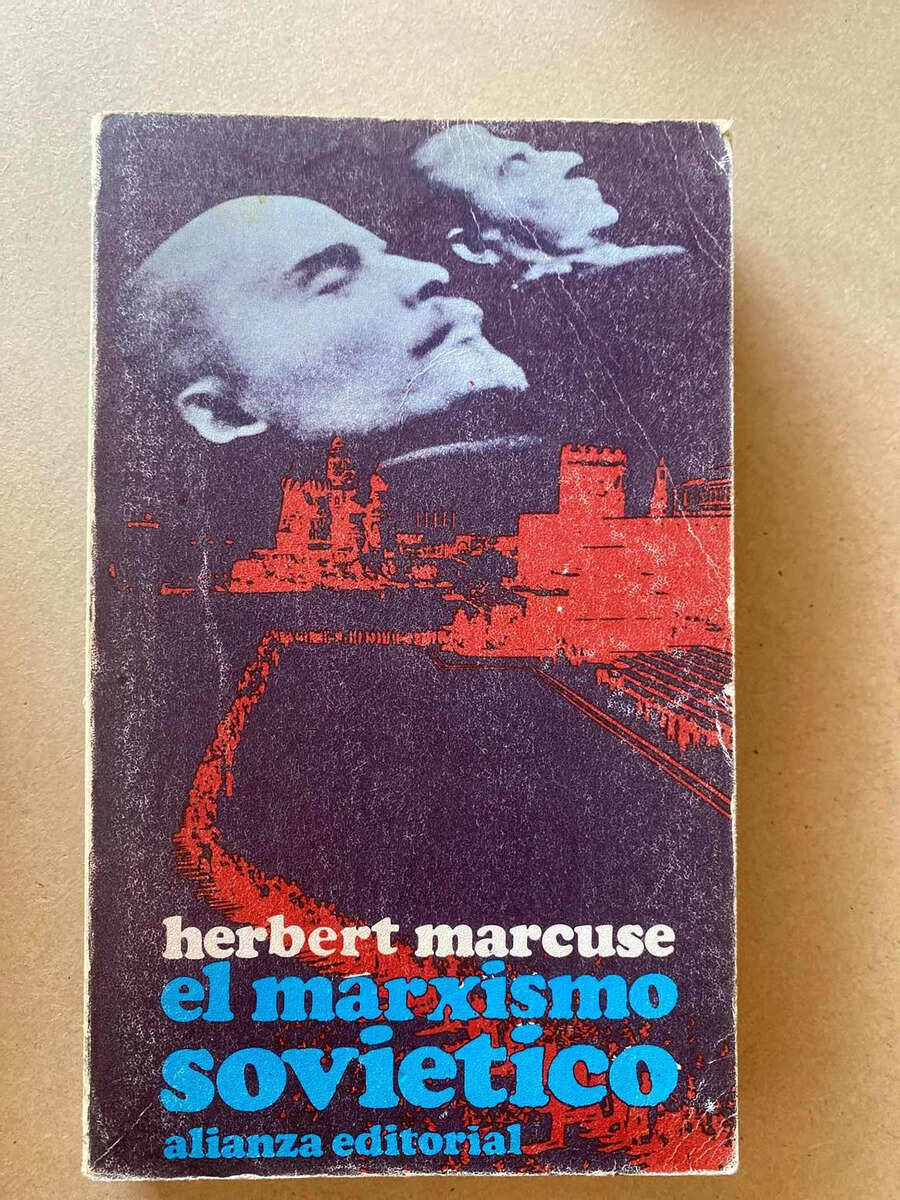 herbert marcuse
el marxismo
sovietico
alianza editorial